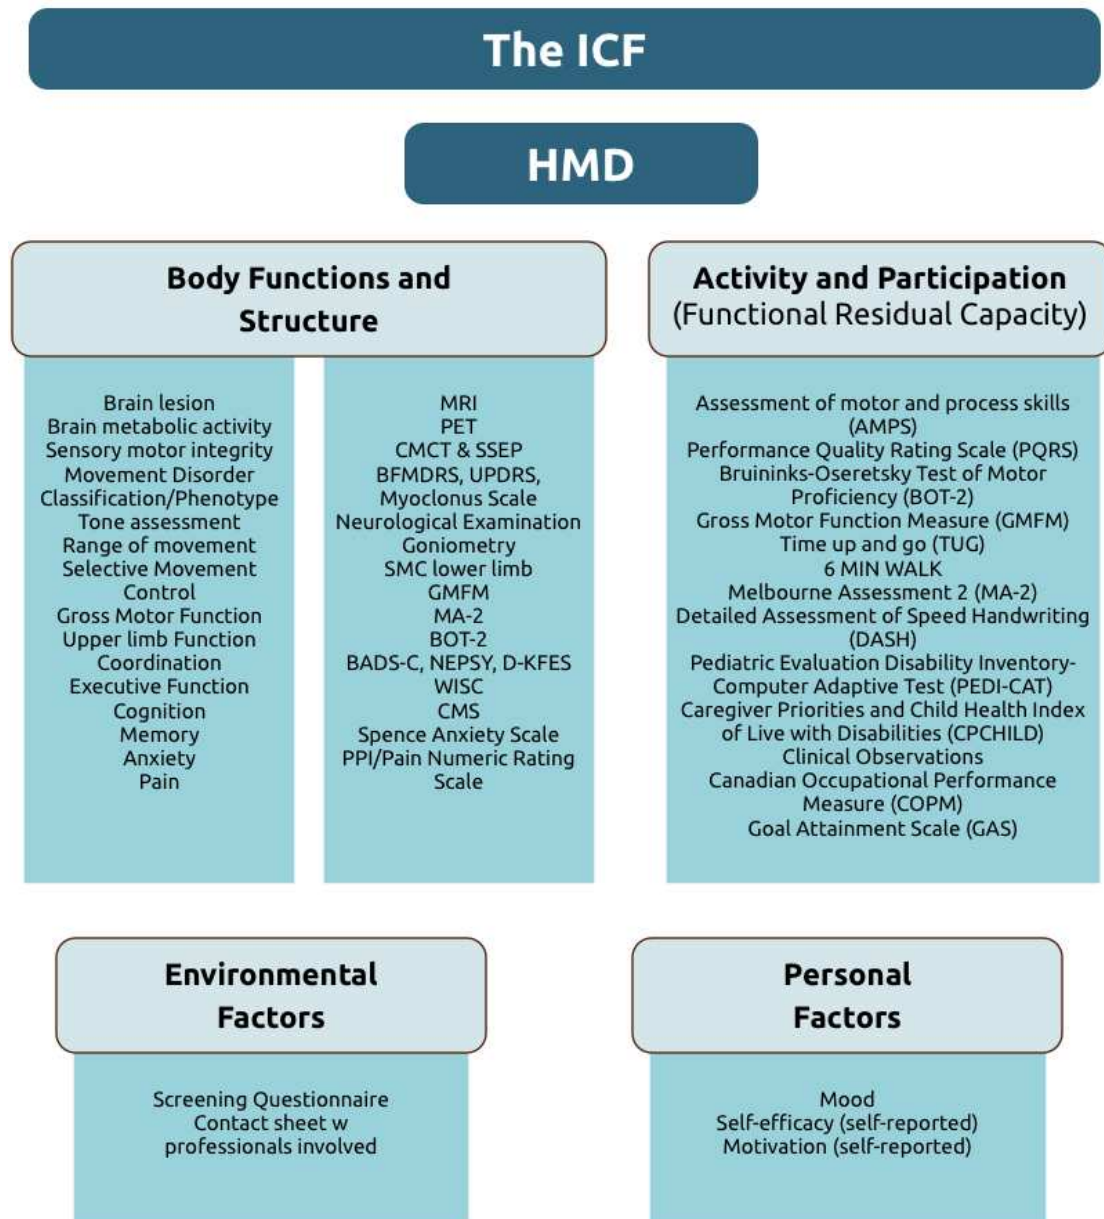 The ICF
HMD
Body Functions and
Structure
Brain lesion
Brain metabolic activity
Sensory motor integrity
Movement Disorder
Classification/Phenotype
Tone assessment
Range of movement
Selective Movement
Control
Gross Motor Function
Upper limb Function
Coordination
Executive Function
Cognition
Memory
Anxiety
Pain
MRI
PET
CMCT & SSEP
BFMDRS, UPDRS,
Myoclonus Scale
Neurological Examination
Goniometry
SMC lower limb
GMFM
MA-2
BOT-2
BADS-C, NEPSY, D-KFES
WISC
CMS
Spence Anxiety Scale
PPI/Pain Numeric Rating
Scale
Activity and Participation
(Functional Residual Capacity)
Assessment of motor and process skills
(AMPS)
Performance Quality Rating Scale (PQRS)
Bruininks-Oseretsky Test of Motor
Proficiency (BOT-2)
Gross Motor Function Measure (GMFM)
Time up and go (TUG)
6 MIN WALK
Melbourne Assessment 2 (MA-2)
Detailed Assessment of Speed Handwriting
(DASH)
Pediatric Evaluation Disability Inventory-
Computer Adaptive Test (PEDI-CAT)
Caregiver Priorities and Child Health Index
of Live with Disabilities (CPCHILD)
Clinical Observations
Canadian Occupational Performance
Measure (COPM)
Goal Attainment Scale (GAS)
Environmental
Factors
Screening Questionnaire
Contact sheet w
professionals involved
Personal
Factors
Mood
Self-efficacy (self-reported)
Motivation (self-reported)